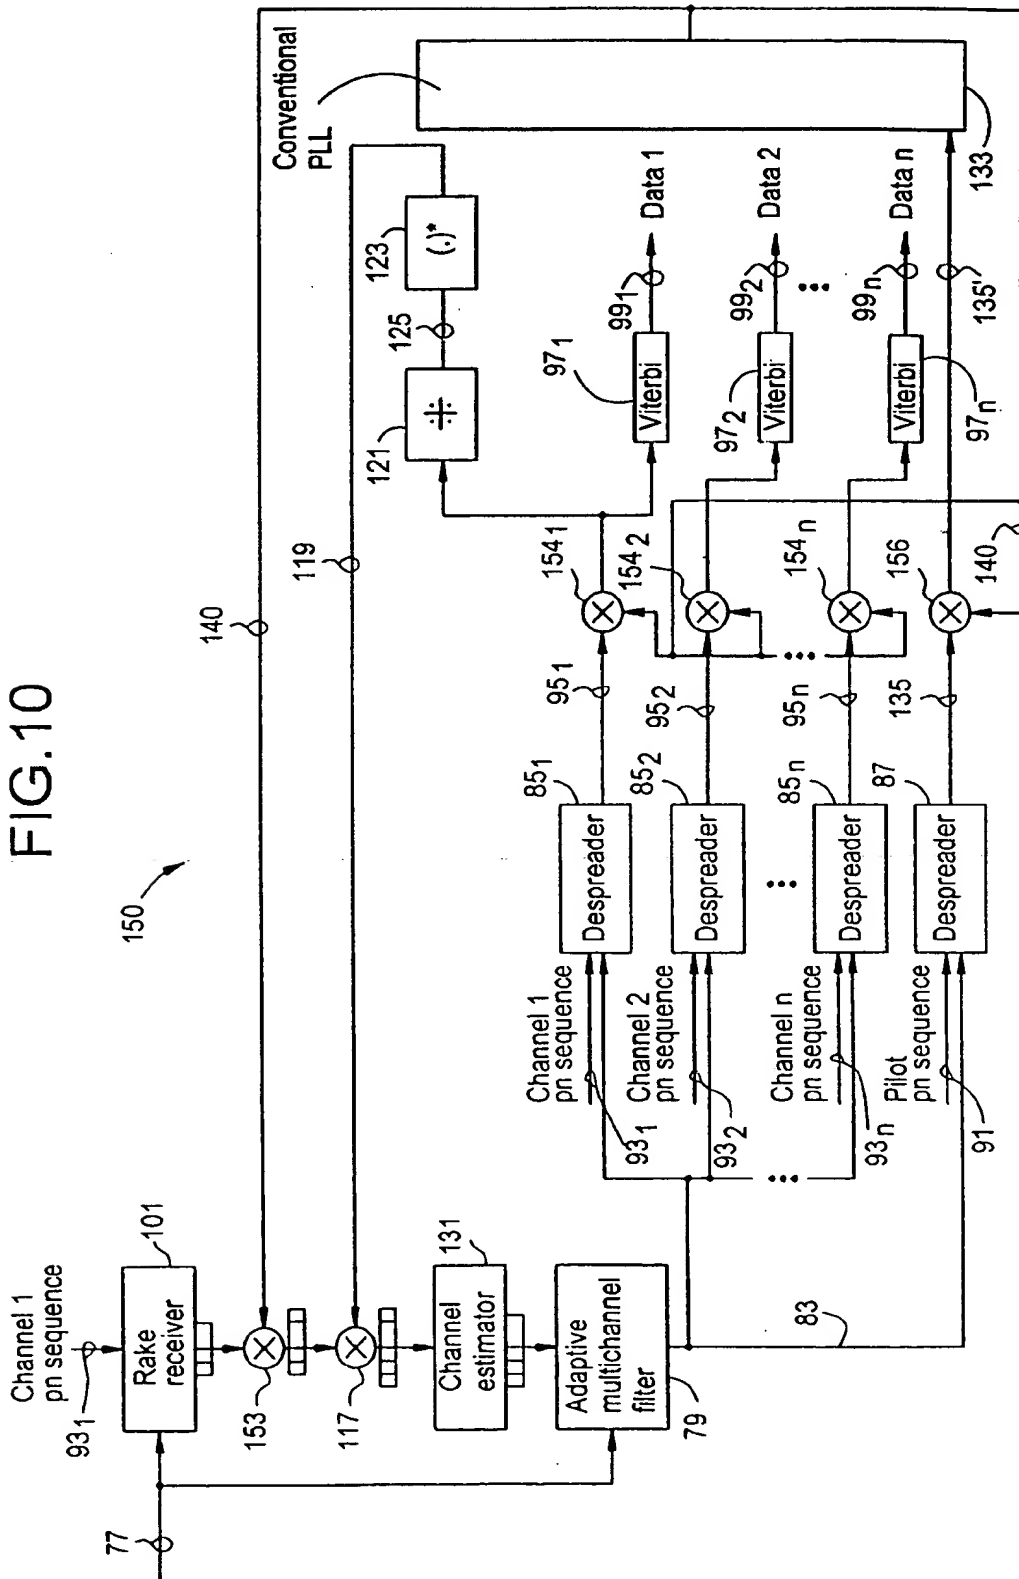 FIG.10
150
77
Channel 1
pn sequence
93₁
Rake
receiver
101
153
117
Channel
estimator
131
Adaptive
multichannel
filter
79
83
140
119
Channel 1
pn sequence
93₁
Despreader
85₁
95₁
154₁
Channel 2
pn sequence
93₂
Despreader
85₂
95₂
154₂
Channel n
pn sequence
93ₙ
Despreader
85ₙ
95ₙ
154ₙ
Pilot
pn sequence
91
Despreader
87
135
156
140
121
÷
125
123
(.)*
Viterbi
97₁
99₁
Data 1
Viterbi
97₂
99₂
Data 2
Viterbi
97ₙ
99ₙ
Data n
135'
133
Conventional
PLL